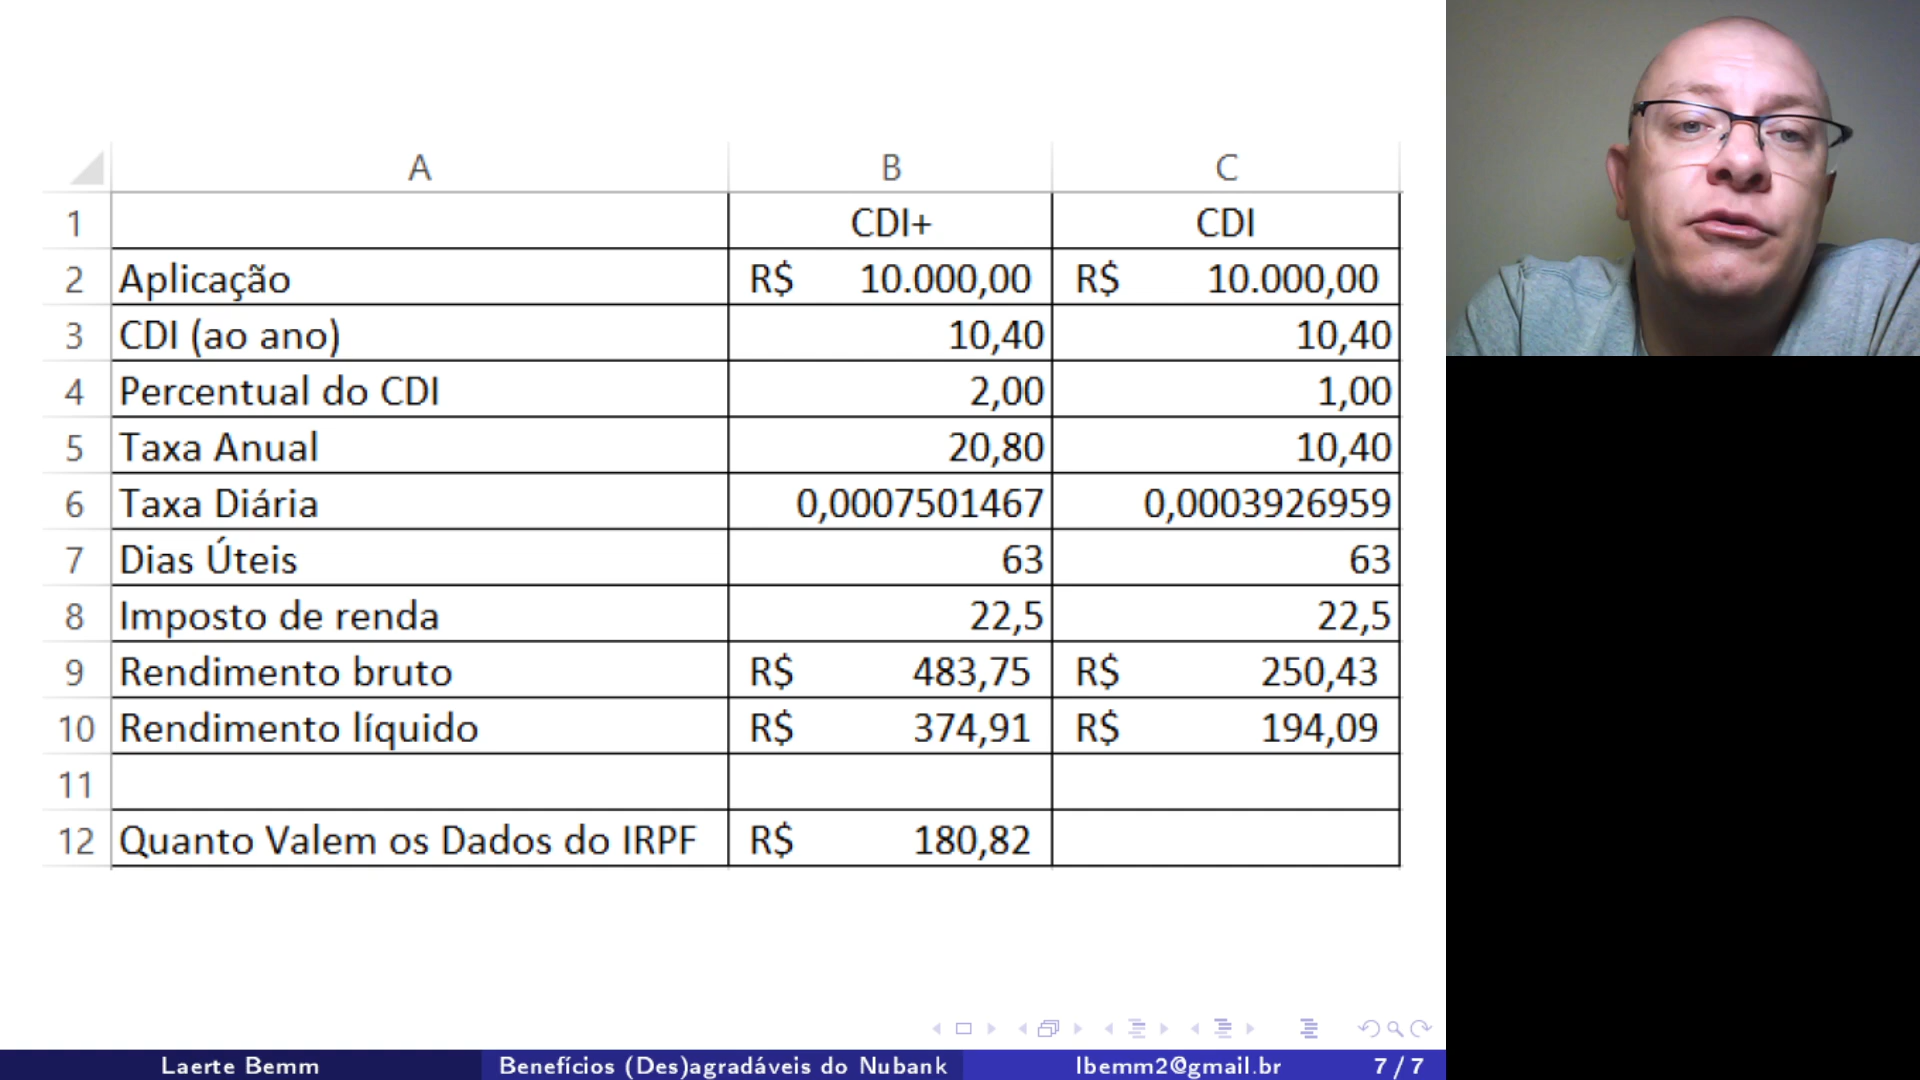 A B C
1 CDI+ CDI
2 Aplicação R$ 10.000,00 R$ 10.000,00
3 CDI (ao ano) 10,40 10,40
4 Percentual do CDI 2,00 1,00
5 Taxa Anual 20,80 10,40
6 Taxa Diária 0,0007501467 0,0003926959
7 Dias Úteis 63 63
8 Imposto de renda 22,5 22,5
9 Rendimento bruto R$ 483,75 R$ 250,43
10 Rendimento líquido R$ 374,91 R$ 194,09
11
12 Quanto Valem os Dados do IRPF R$ 180,82
Laerte Bemm Benefícios (Des)agradáveis do Nubank lbemm2@gmail.br 7 / 7